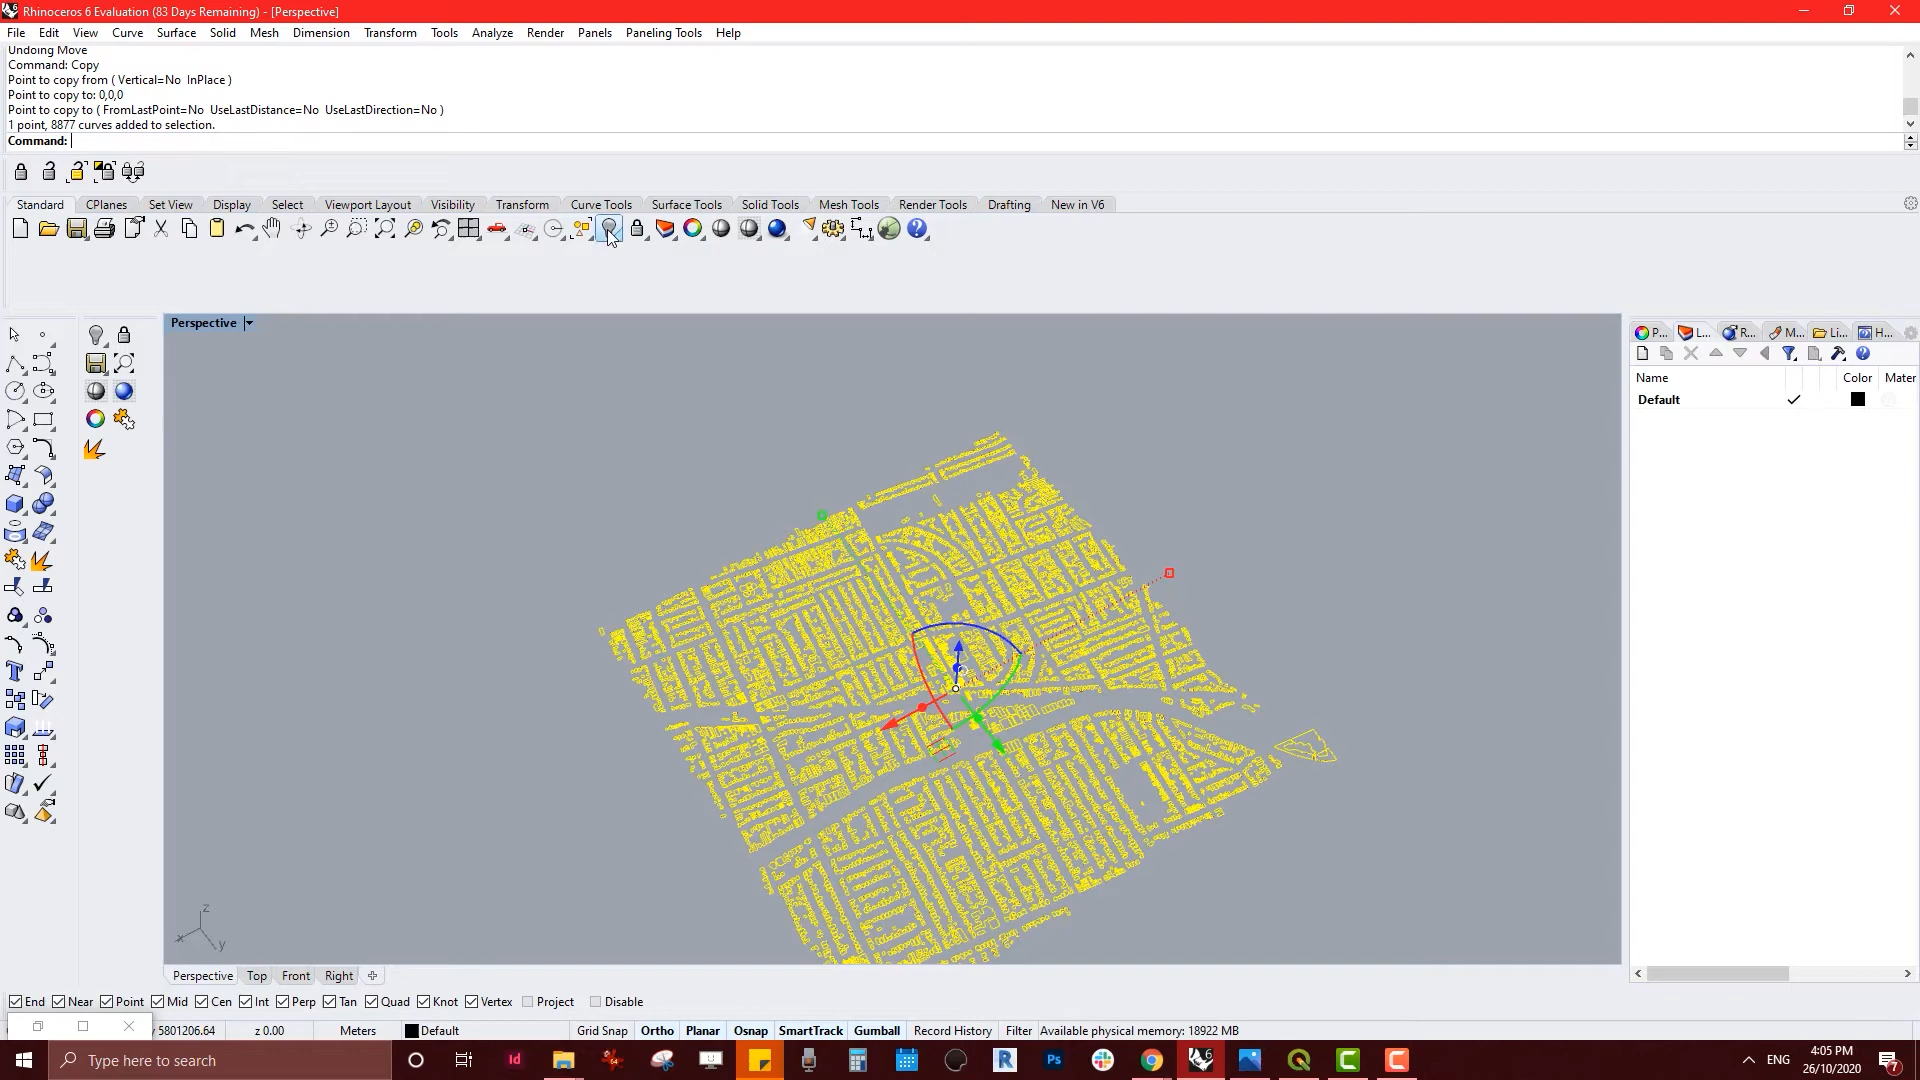 Rhinoceros 6 Evaluation (83 Days Remaining) - [Perspective]
File Edit View Curve Surface Solid Mesh Dimension Transform Tools Analyze Render Panels Paneling Tools Help
Undoing Move
Command: Copy
Point to copy from ( Vertical=No InPlace )
Point to copy to: 0,0,0
Point to copy to ( FromLastPoint=No UseLastDistance=No UseLastDirection=No )
1 point, 8877 curves added to selection.
Command:
Standard CPlanes Set View Display Select Viewport Layout Visibility Transform Curve Tools Surface Tools Solid Tools Mesh Tools Render Tools Drafting New in V6
Perspective
P... L... R... M... Li... H...
Name Color Mater
Default
z
x
y
Perspective Top Front Right
End Near Point Mid Cen Int Perp Tan Quad Knot Vertex Project Disable
y 5801206.64 z 0.00 Meters Default Grid Snap Ortho Planar Osnap SmartTrack Gumball Record History Filter Available physical memory: 18922 MB
Type here to search
ENG
4:05 PM
26/10/2020
7